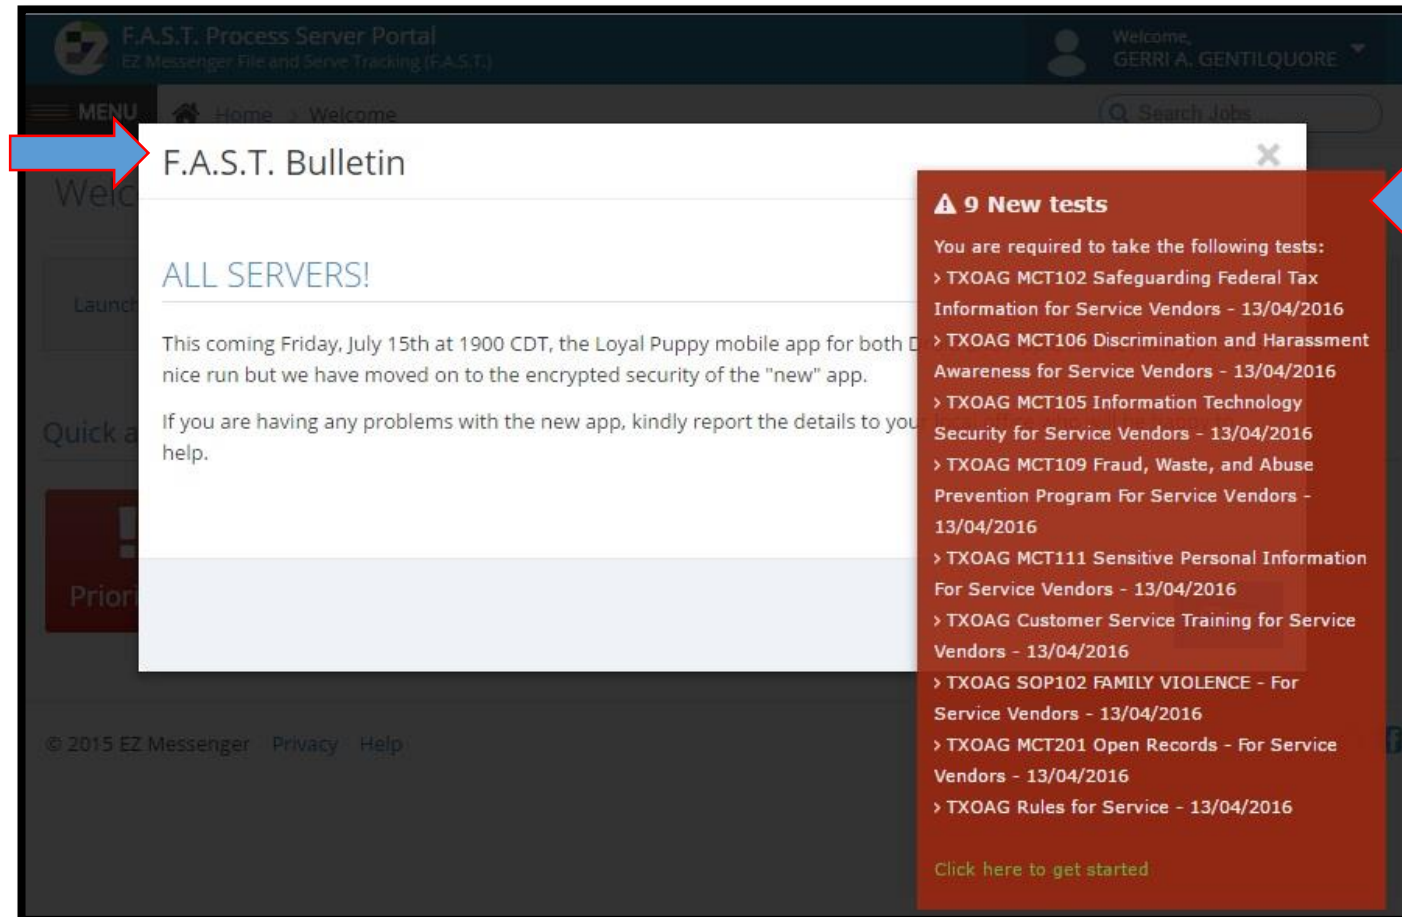 F.A.S.T. Process Server Portal
EZ Messenger File and Serve Tracking (F.A.S.T.)
Welcome,
GERRI A. GENTILQUORE
MENU
Home > Welcome
Search Jobs
F.A.S.T. Bulletin
Welc
ALL SERVERS!
Launch
This coming Friday, July 15th at 1900 CDT, the Loyal Puppy mobile app for both
nice run but we have moved on to the encrypted security of the "new" app.
If you are having any problems with the new app, kindly report the details to your
help.
Quick a
!
Priori
© 2015 EZ Messenger Privacy Help
9 New tests
You are required to take the following tests:
> TXOAG MCT102 Safeguarding Federal Tax
Information for Service Vendors - 13/04/2016
> TXOAG MCT106 Discrimination and Harassment
Awareness for Service Vendors - 13/04/2016
> TXOAG MCT105 Information Technology
Security for Service Vendors - 13/04/2016
> TXOAG MCT109 Fraud, Waste, and Abuse
Prevention Program For Service Vendors -
13/04/2016
> TXOAG MCT111 Sensitive Personal Information
For Service Vendors - 13/04/2016
> TXOAG Customer Service Training for Service
Vendors - 13/04/2016
> TXOAG SOP102 FAMILY VIOLENCE - For
Service Vendors - 13/04/2016
> TXOAG MCT201 Open Records - For Service
Vendors - 13/04/2016
> TXOAG Rules for Service - 13/04/2016
Click here to get started